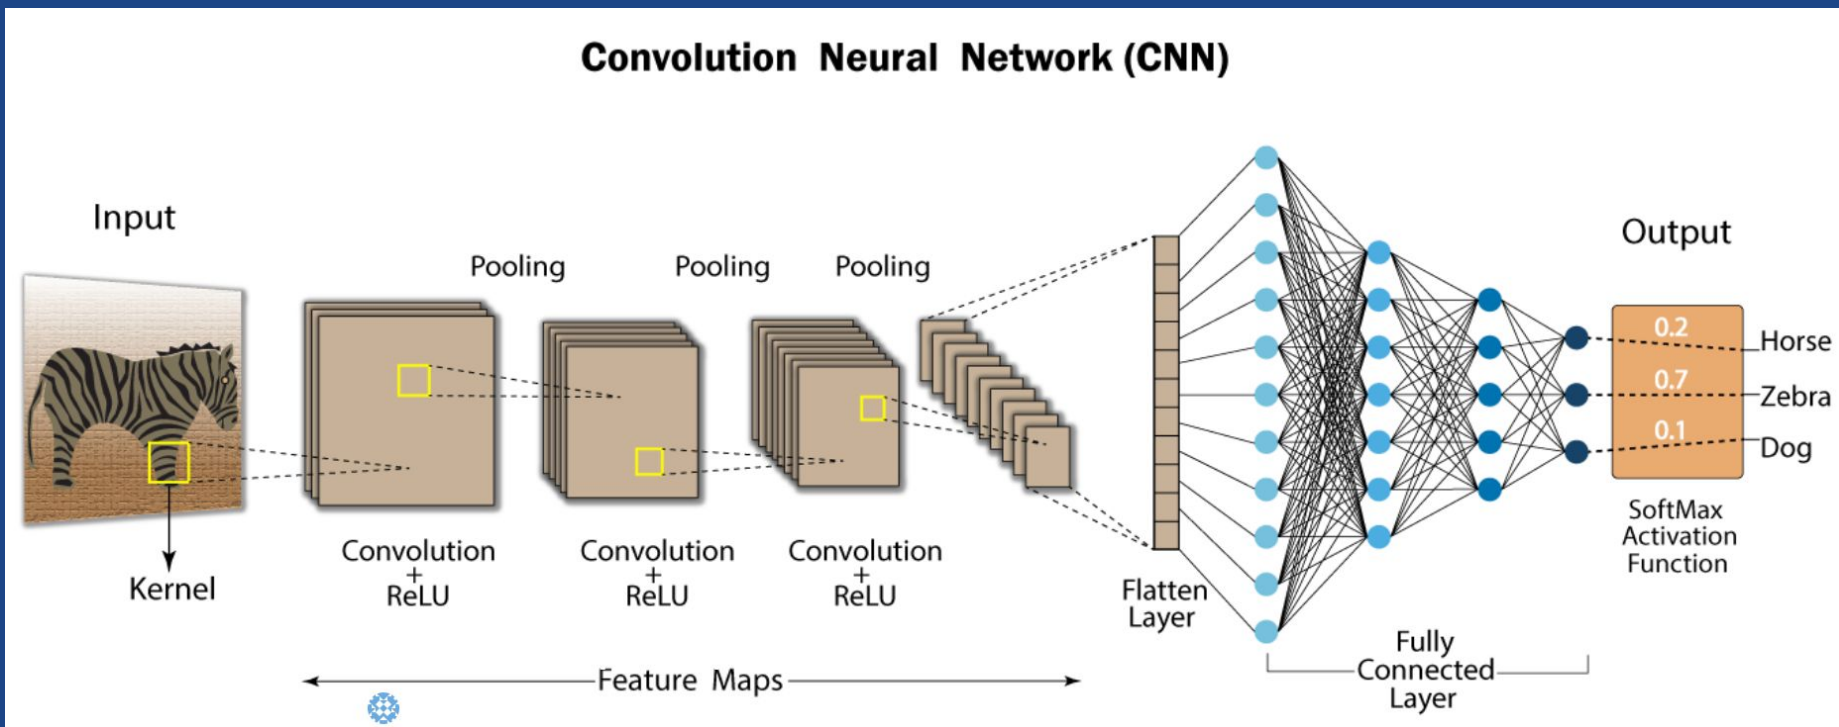 Convolution Neural Network (CNN)
Input
Output
Pooling
Pooling
Pooling
0.2
Horse
0.7
Zebra
0.1
Dog
Kernel
Convolution
+
ReLU
Convolution
+
ReLU
Convolution
+
ReLU
Flatten
Layer
SoftMax
Activation
Function
Feature Maps
Fully
Connected
Layer